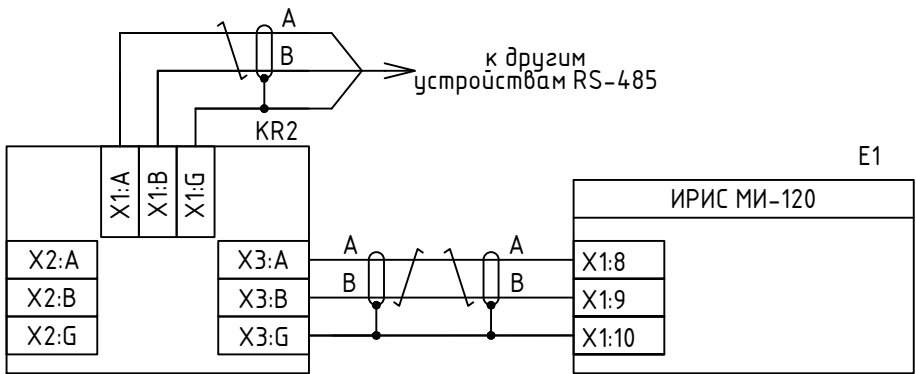 A
B
к другим
устройствам RS-485
KR2
E1
X1:A
X1:B
X1:G
ИРИС МИ-120
X2:A
X2:B
X2:G
X3:A
X3:B
X3:G
A
A
B
B
X1:8
X1:9
X1:10